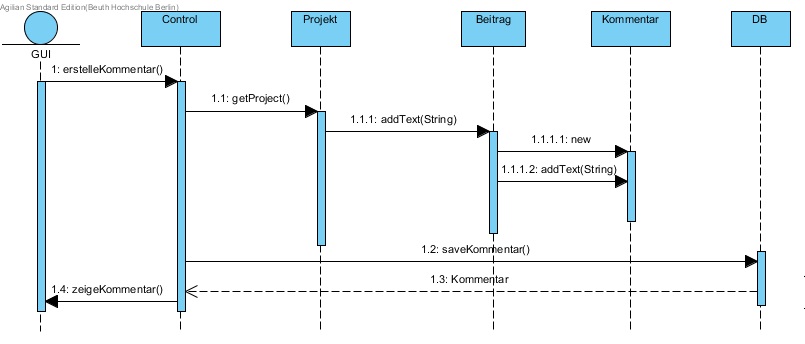 Agilian Standard Edition(Beuth Hochschule Berlin)
Control
Projekt
Beitrag
Kommentar
DB
GUI
1: erstelleKommentar()
1.1: getProject()
1.1.1: addText(String)
1.1.1.1: new
1.1.1.2: addText(String)
1.2: saveKommentar()
1.3: Kommentar
1.4: zeigeKommentar()